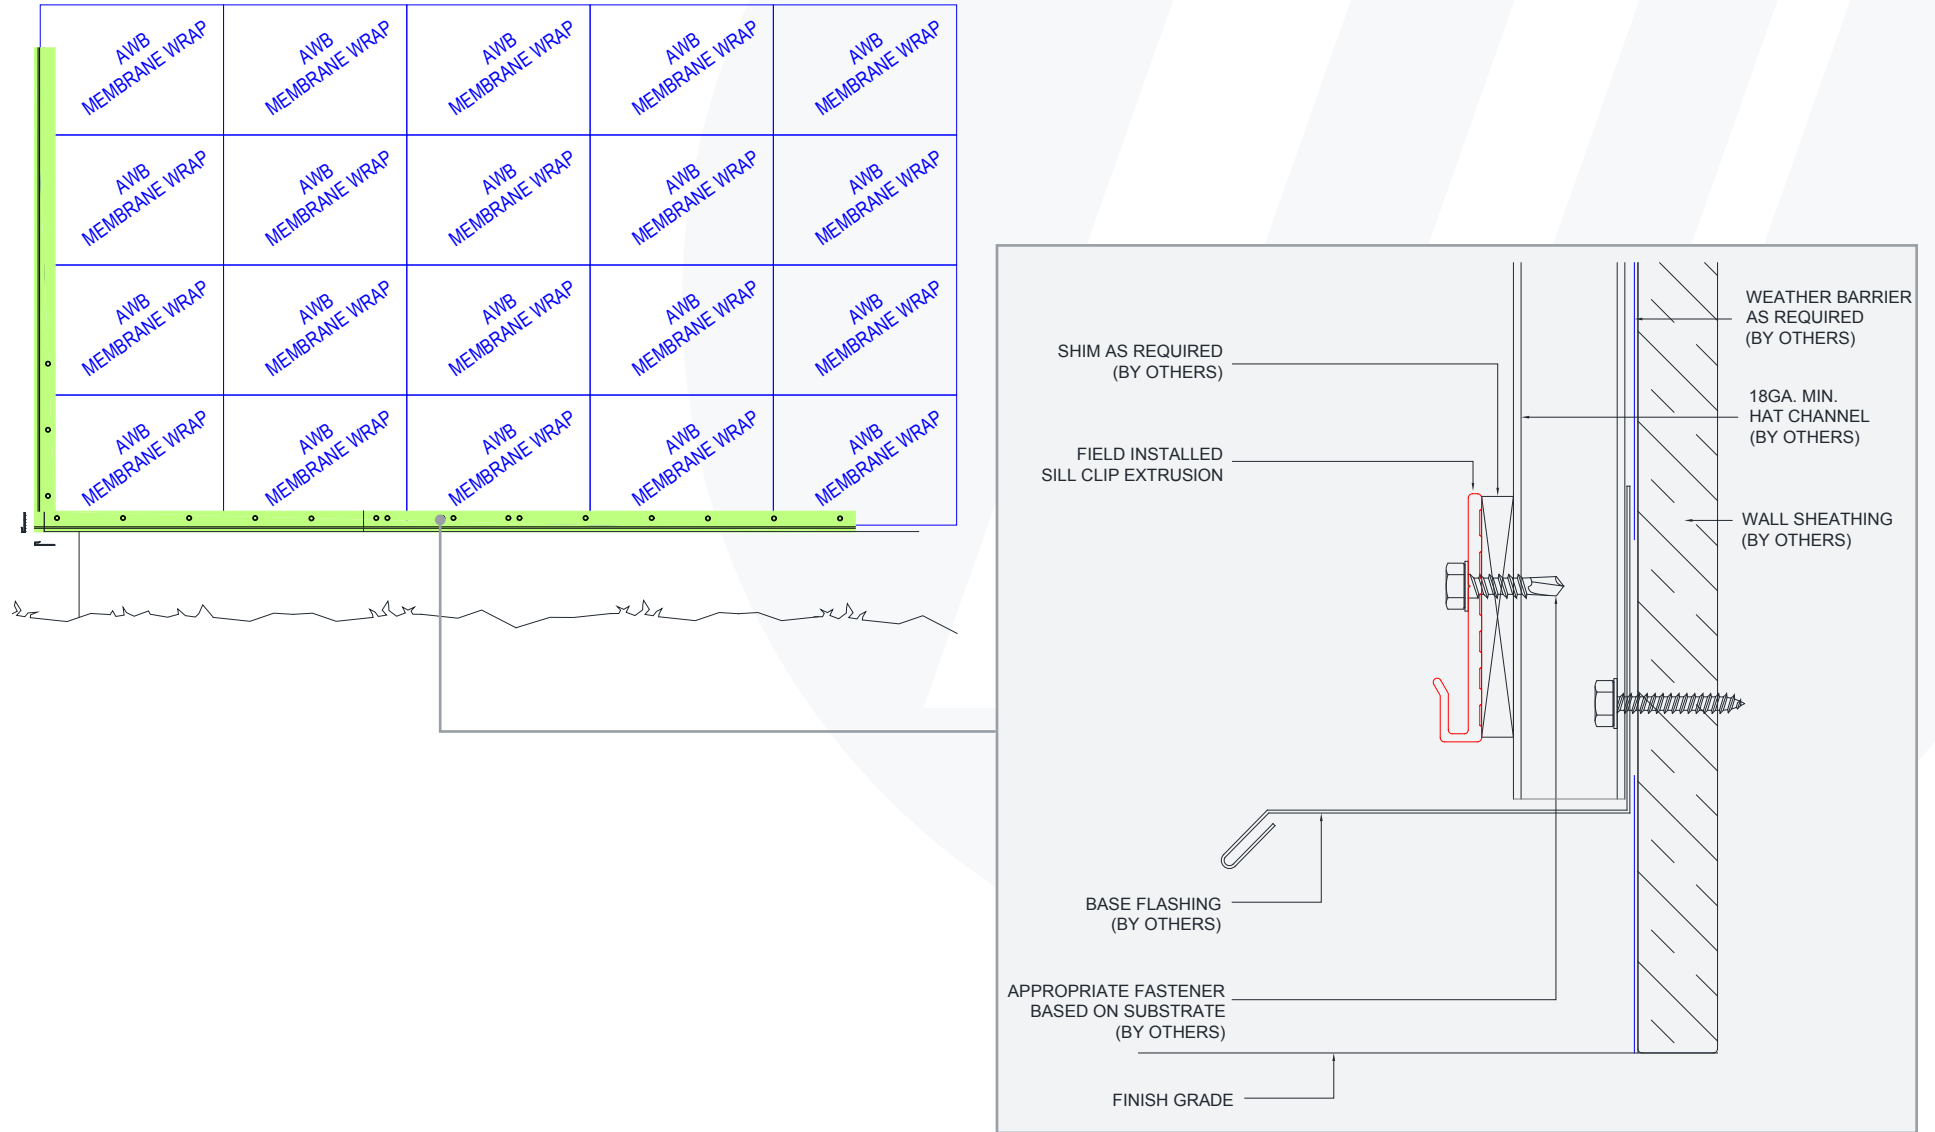 AWB
MEMBRANE WRAP
AWB
MEMBRANE WRAP
AWB
MEMBRANE WRAP
AWB
MEMBRANE WRAP
AWB
MEMBRANE WRAP
AWB
MEMBRANE WRAP
AWB
MEMBRANE WRAP
AWB
MEMBRANE WRAP
AWB
MEMBRANE WRAP
AWB
MEMBRANE WRAP
AWB
MEMBRANE WRAP
AWB
MEMBRANE WRAP
AWB
MEMBRANE WRAP
AWB
MEMBRANE WRAP
AWB
MEMBRANE WRAP
AWB
MEMBRANE WRAP
AWB
MEMBRANE WRAP
AWB
MEMBRANE WRAP
AWB
MEMBRANE WRAP
AWB
MEMBRANE WRAP
SHIM AS REQUIRED
(BY OTHERS)
FIELD INSTALLED
SILL CLIP EXTRUSION
BASE FLASHING
(BY OTHERS)
APPROPRIATE FASTENER
BASED ON SUBSTRATE
(BY OTHERS)
FINISH GRADE
WEATHER BARRIER
AS REQUIRED
(BY OTHERS)
18GA. MIN.
HAT CHANNEL
(BY OTHERS)
WALL SHEATHING
(BY OTHERS)